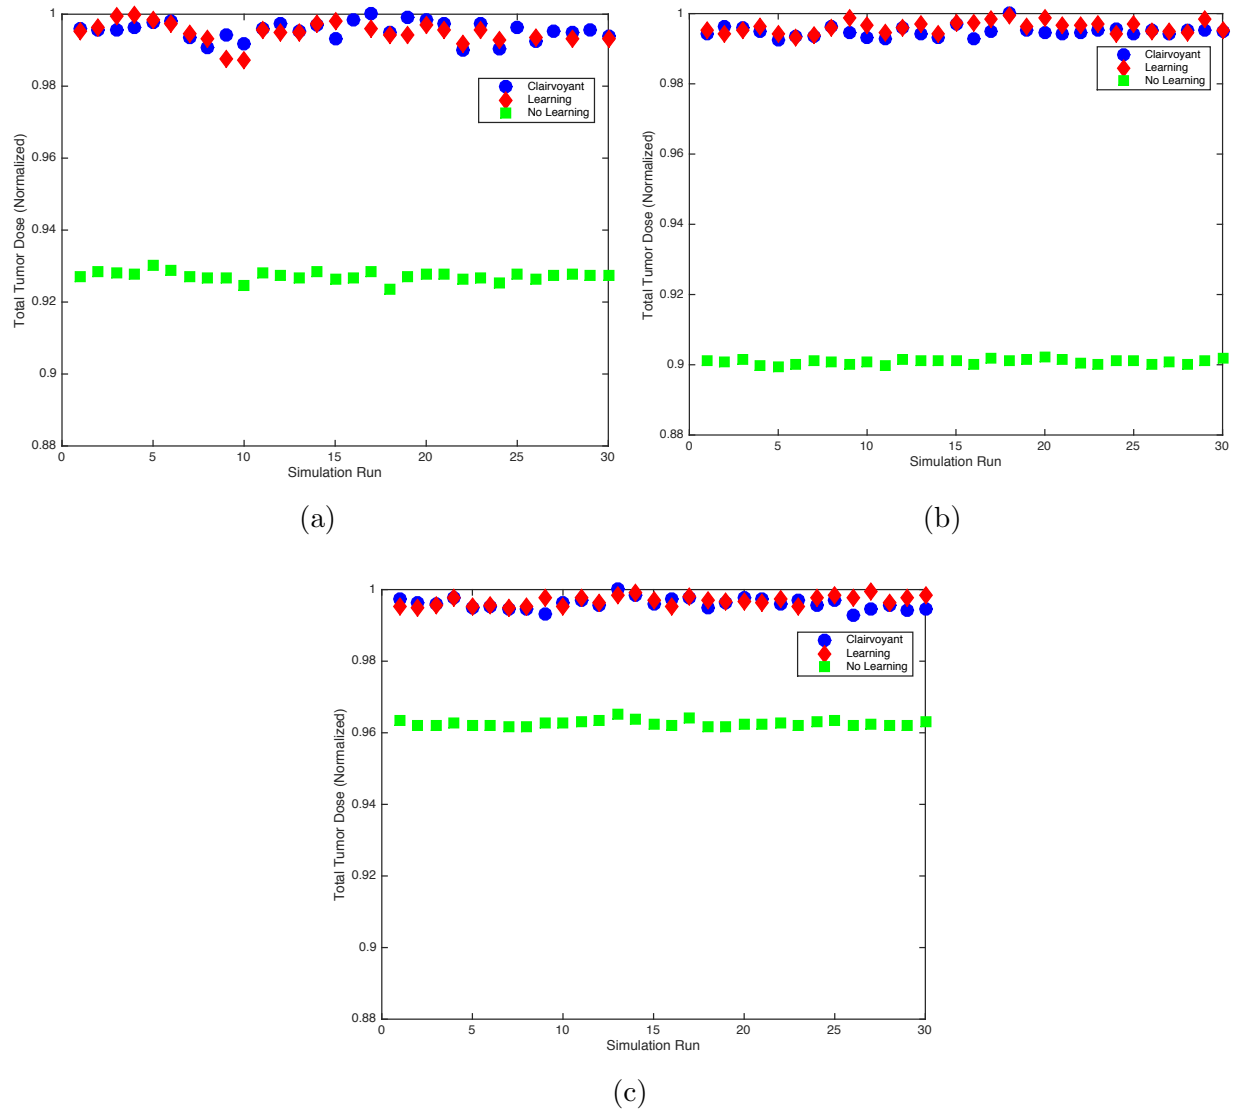 1
0.98
0.96
0.94
0.92
0.9
0.88
0
5
10
15
20
25
30
Total Tumor Dose (Normalized)
Simulation Run
Clairvoyant
Learning
No Learning
(a)
1
0.98
0.96
0.94
0.92
0.9
0.88
0
5
10
15
20
25
30
Total Tumor Dose (Normalized)
Simulation Run
Clairvoyant
Learning
No Learning
(b)
1
0.98
0.96
0.94
0.92
0.9
0.88
0
5
10
15
20
25
30
Total Tumor Dose (Normalized)
Simulation Run
Clairvoyant
Learning
No Learning
(c)